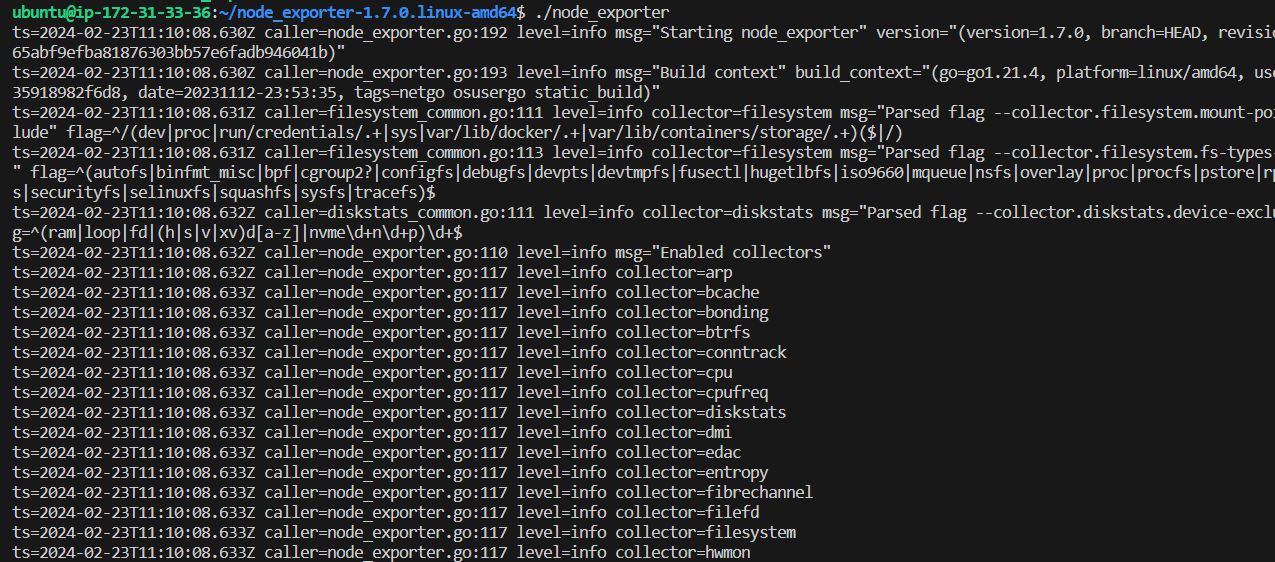 ubuntu@ip-172-31-33-36:~/node_exporter-1.7.0.linux-amd64$ ./node_exporter
ts=2024-02-23T11:10:08.630Z caller=node_exporter.go:192 level=info msg="Starting node_exporter" version="(version=1.7.0, branch=HEAD, revisio
65abf9efba81876303bb57e6fadb946041b)"
ts=2024-02-23T11:10:08.630Z caller=node_exporter.go:193 level=info msg="Build context" build_context="(go=go1.21.4, platform=linux/amd64, use
35918982f6d8, date=20231112-23:53:35, tags=netgo osusergo static_build)"
ts=2024-02-23T11:10:08.631Z caller=filesystem_common.go:111 level=info collector=filesystem msg="Parsed flag --collector.filesystem.mount-poi
lude" flag=^/(dev|proc|run/credentials/.+|sys|var/lib/docker/.+|var/lib/containers/storage/.+)($|/)
ts=2024-02-23T11:10:08.631Z caller=filesystem_common.go:113 level=info collector=filesystem msg="Parsed flag --collector.filesystem.fs-types-
" flag=^(autofs|binfmt_misc|bpf|cgroup2?|configfs|debugfs|devpts|devtmpfs|fusectl|hugetlbfs|iso9660|mqueue|nsfs|overlay|proc|procfs|pstore|rp
s|securityfs|selinuxfs|squashfs|sysfs|tracefs)$
ts=2024-02-23T11:10:08.632Z caller=diskstats_common.go:111 level=info collector=diskstats msg="Parsed flag --collector.diskstats.device-exclu
g=^(ram|loop|fd|(h|s|v|xv)d[a-z]|nvme\d+n\d+p)\d+$
ts=2024-02-23T11:10:08.632Z caller=node_exporter.go:110 level=info msg="Enabled collectors"
ts=2024-02-23T11:10:08.632Z caller=node_exporter.go:117 level=info collector=arp
ts=2024-02-23T11:10:08.633Z caller=node_exporter.go:117 level=info collector=bcache
ts=2024-02-23T11:10:08.633Z caller=node_exporter.go:117 level=info collector=bonding
ts=2024-02-23T11:10:08.633Z caller=node_exporter.go:117 level=info collector=btrfs
ts=2024-02-23T11:10:08.633Z caller=node_exporter.go:117 level=info collector=conntrack
ts=2024-02-23T11:10:08.633Z caller=node_exporter.go:117 level=info collector=cpu
ts=2024-02-23T11:10:08.633Z caller=node_exporter.go:117 level=info collector=cpufreq
ts=2024-02-23T11:10:08.633Z caller=node_exporter.go:117 level=info collector=diskstats
ts=2024-02-23T11:10:08.633Z caller=node_exporter.go:117 level=info collector=dmi
ts=2024-02-23T11:10:08.633Z caller=node_exporter.go:117 level=info collector=edac
ts=2024-02-23T11:10:08.633Z caller=node_exporter.go:117 level=info collector=entropy
ts=2024-02-23T11:10:08.633Z caller=node_exporter.go:117 level=info collector=fibrechannel
ts=2024-02-23T11:10:08.633Z caller=node_exporter.go:117 level=info collector=filefd
ts=2024-02-23T11:10:08.633Z caller=node_exporter.go:117 level=info collector=filesystem
ts=2024-02-23T11:10:08.633Z caller=node_exporter.go:117 level=info collector=hwmon